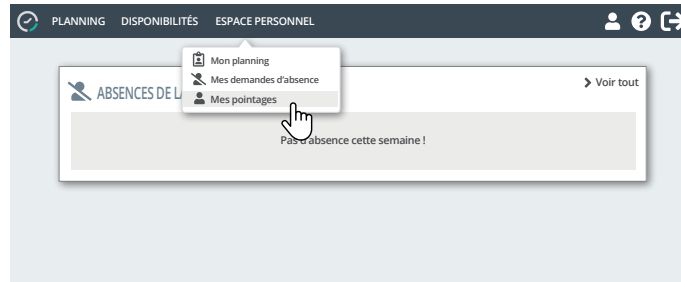 PLANNING DISPONIBILITÉS ESPACE PERSONNEL
Mon planning
Mes demandes d'absence
Mes pointages
ABSENCES DE LA
Voir tout
Pas d'absence cette semaine !